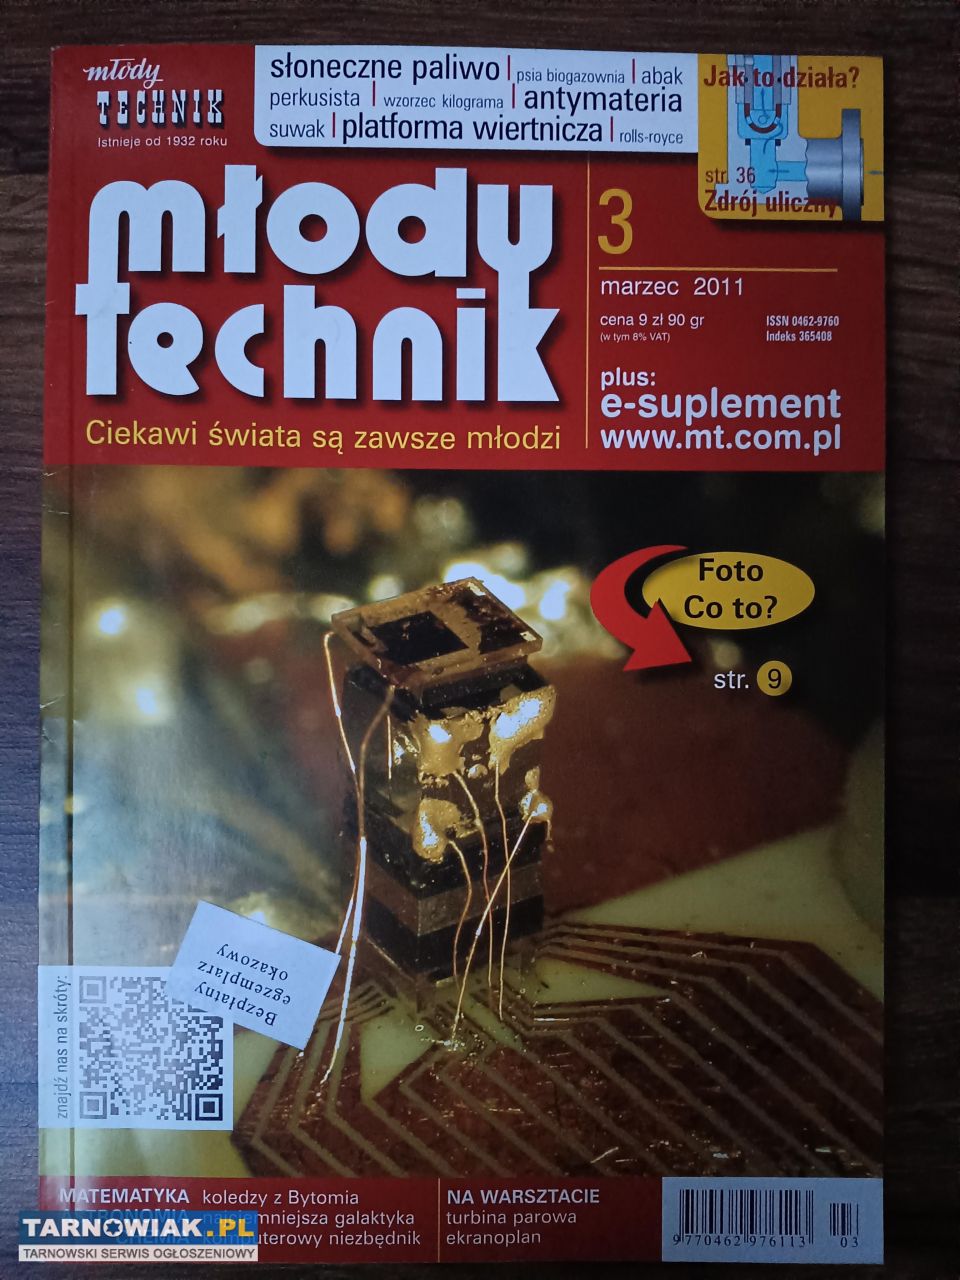 młody
TECHNIK
Istnieje od 1932 roku
słoneczne paliwo | psia biogazownia | abak
perkusista | wzorzec kilograma | antymateria
suwak | platforma wiertnicza | rolls-royce
Jak to działa?
str. 36
Zdrój uliczny
młody
technik
Ciekawi świata są zawsze młodzi
3
marzec 2011
cena 9 zł 90 gr
(w tym 8% VAT)
ISSN 0462-9760
Indeks 365408
plus:
e-suplement
www.mt.com.pl
Foto
Co to?
str. 9
Bezpłatny
egzemplarz
okazowy
znajdź nas na skróty:
MATEMATYKA koledzy z Bytomia
ASTRONOMIA najciemniejsza galaktyka
CHEMIA komputerowy niezbędnik
NA WARSZTACIE
turbina parowa
ekranoplan
9 770462 976113
03
TARNOWIAK.PL
TARNOWSKI SERWIS OGŁOSZENIOWY